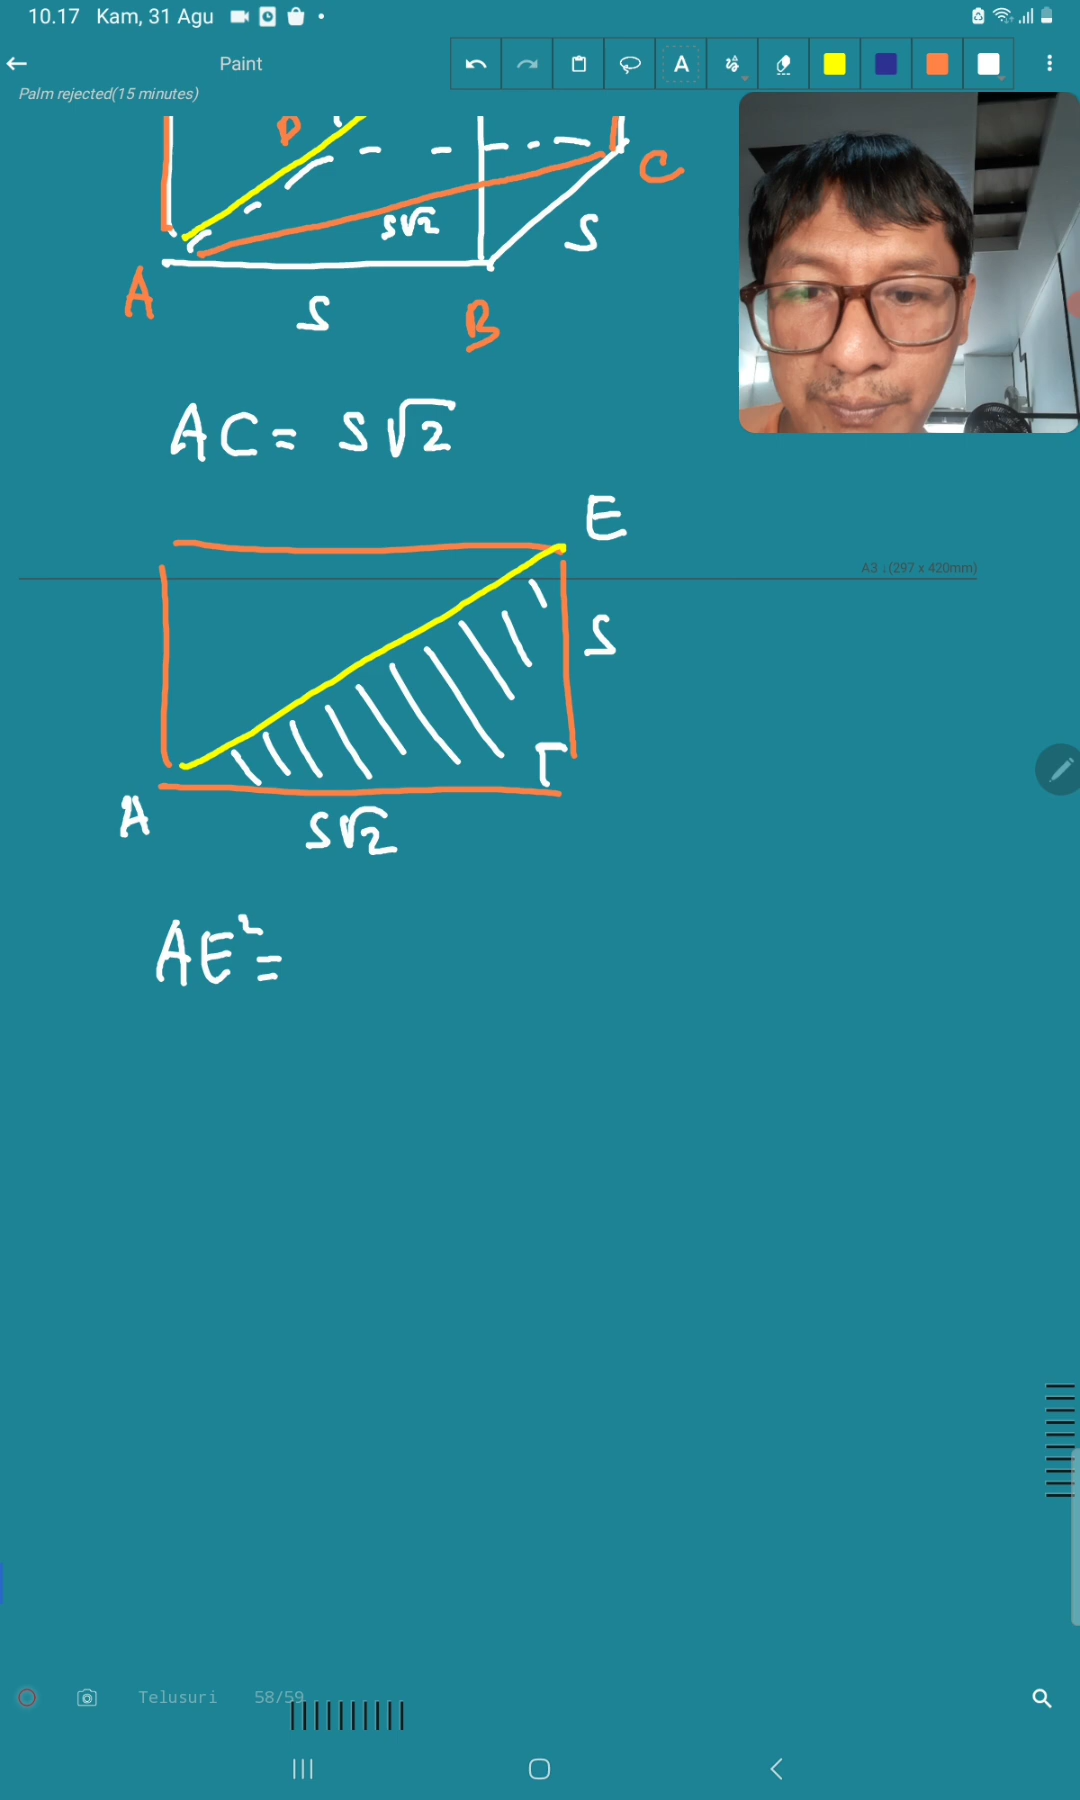 10.17 Kam, 31 Agu
Paint
A
Palm rejected(15 minutes)
D
C
S√2
S
A
S
B
AC = S√2
E
A3 : (297 x 420mm)
S
A
S√2
AE² =
Telusuri 58/59